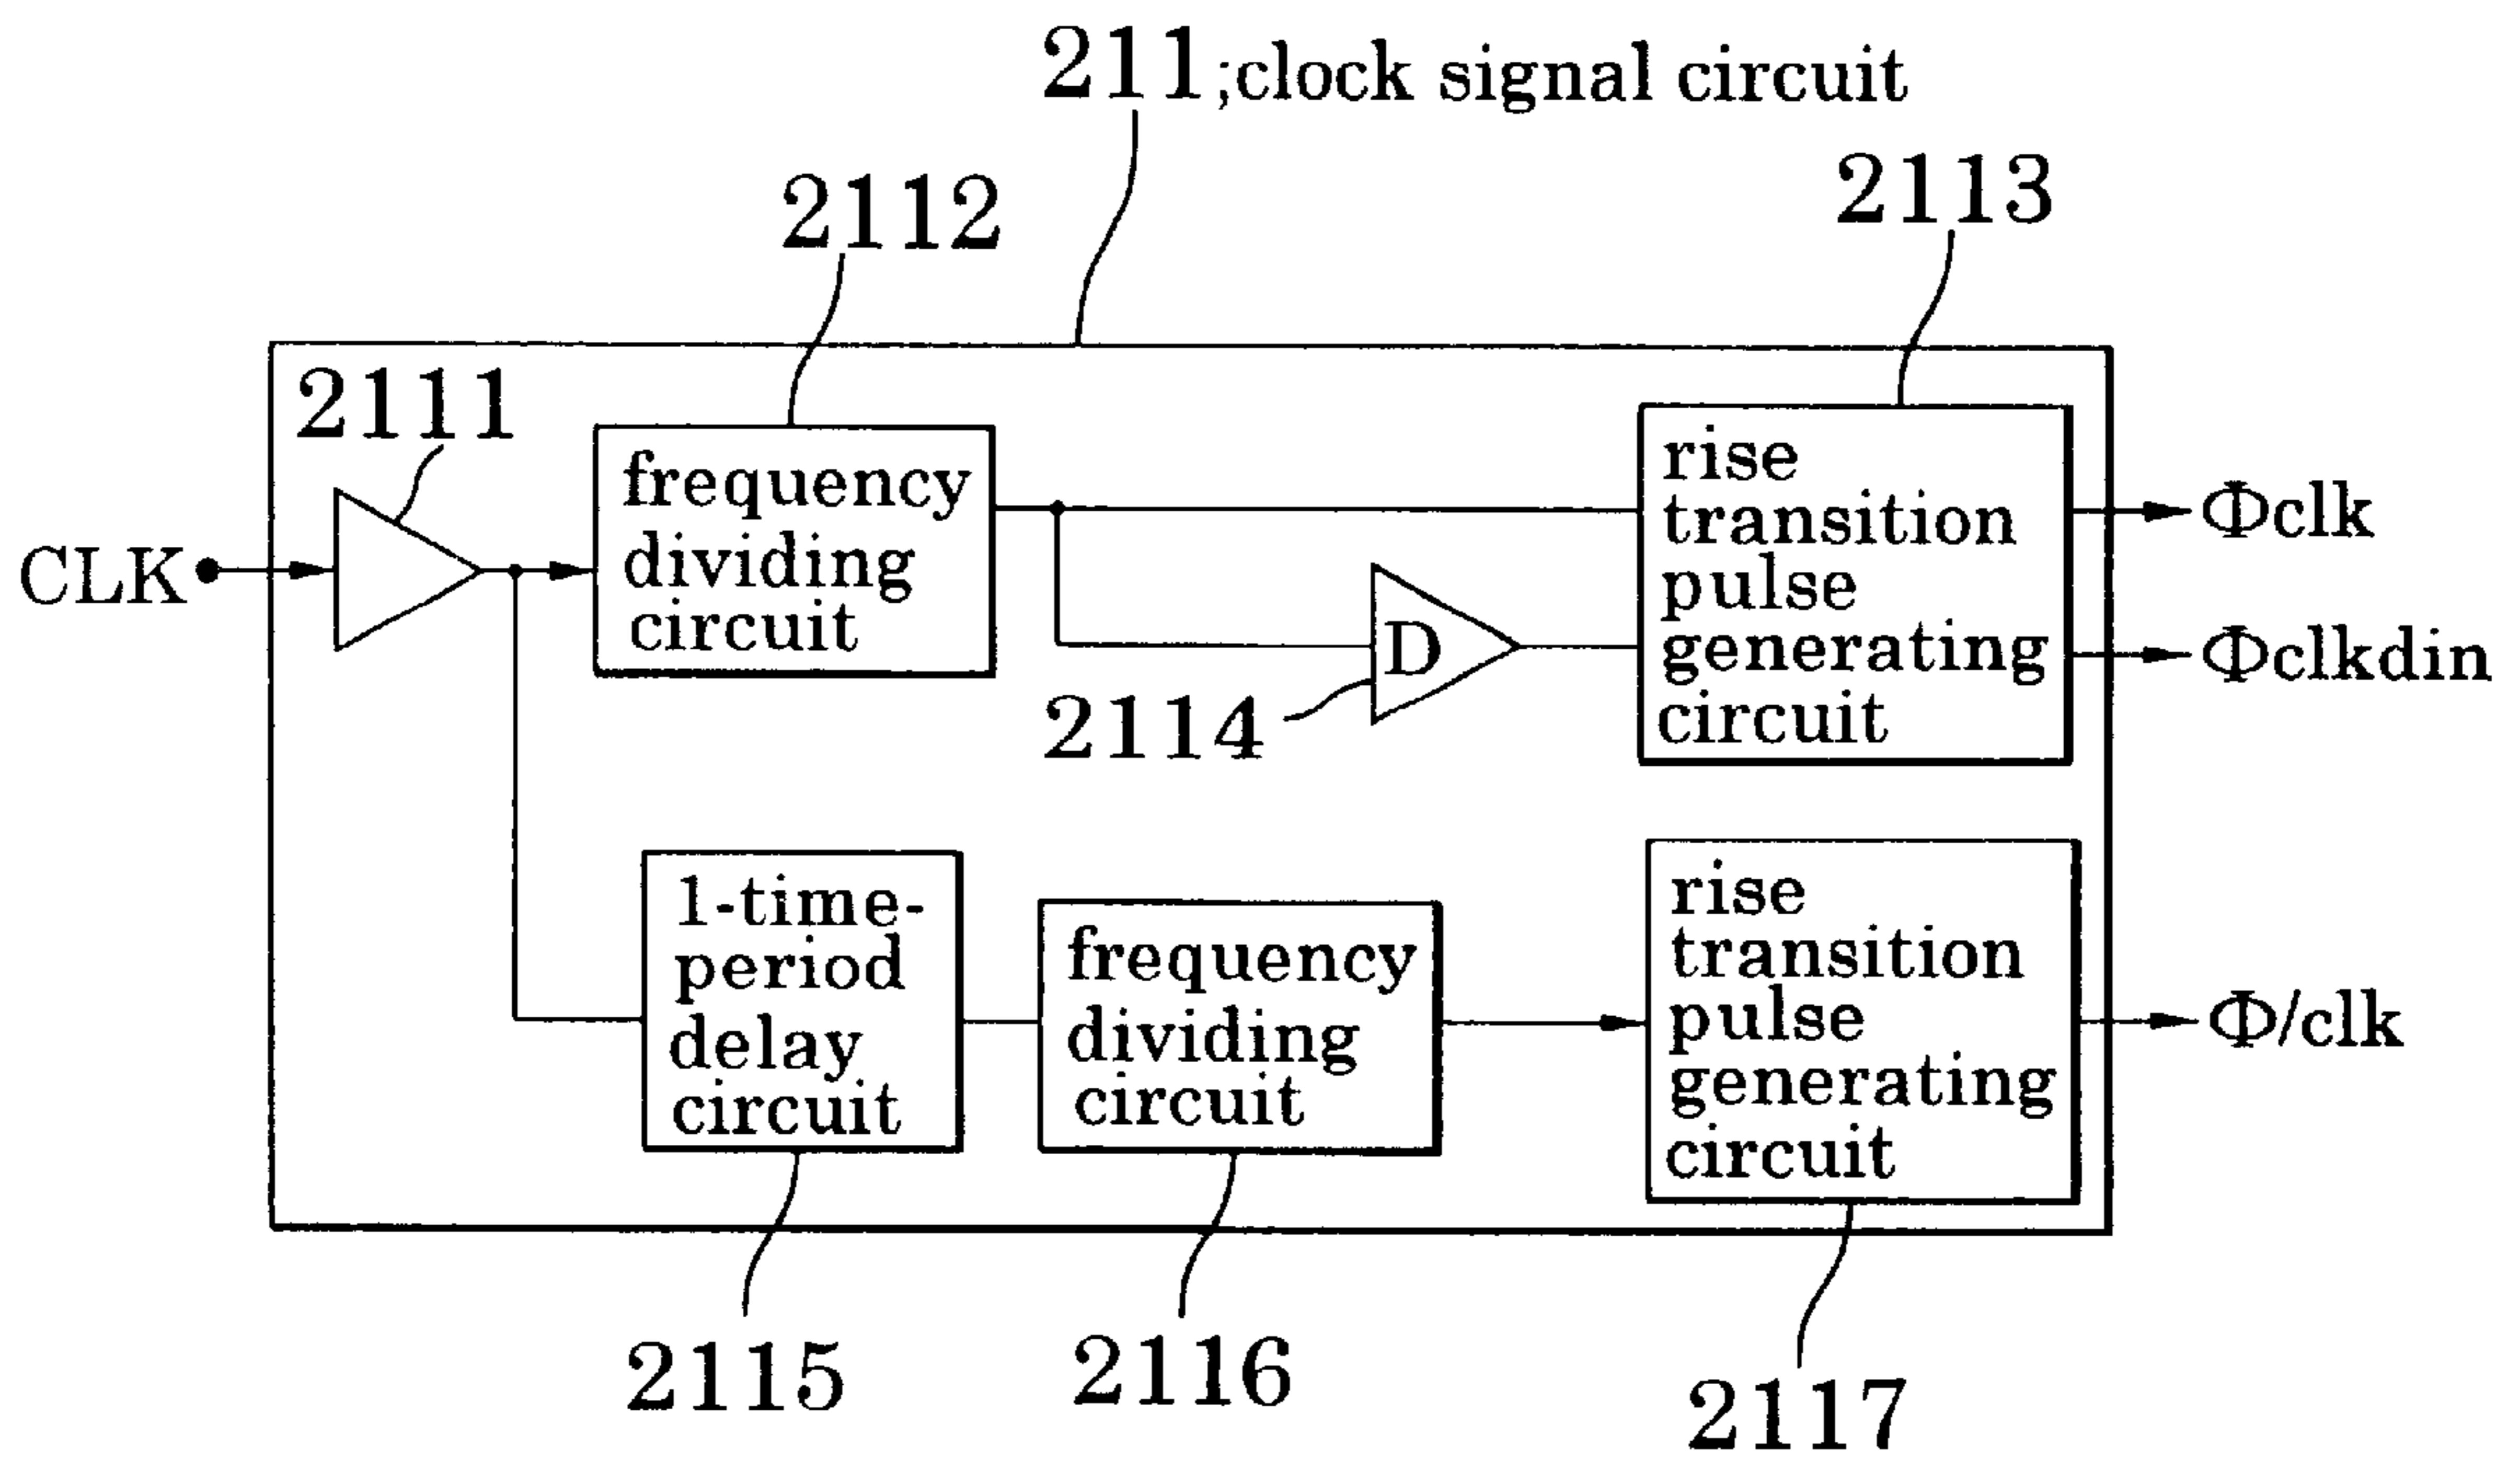 211;clock signal circuit
2112
2113
2111
frequency
dividing
circuit
rise
transition
pulse
generating
circuit
CLK
D
2114
Φclk
Φclkdin
1-time-
period
delay
circuit
frequency
dividing
circuit
rise
transition
pulse
generating
circuit
Φ/clk
2115
2116
2117